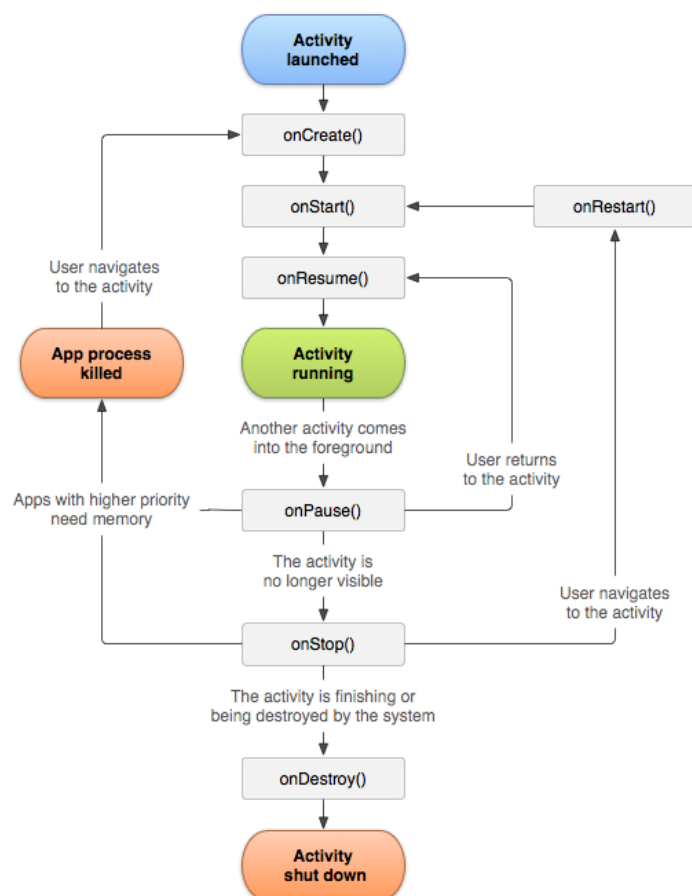 Activity
launched
onCreate()
onStart()
onRestart()
User navigates
to the activity
onResume()
App process
killed
Activity
running
Another activity comes
into the foreground
User returns
to the activity
Apps with higher priority
need memory
onPause()
The activity is
no longer visible
User navigates
to the activity
onStop()
The activity is finishing or
being destroyed by the system
onDestroy()
Activity
shut down